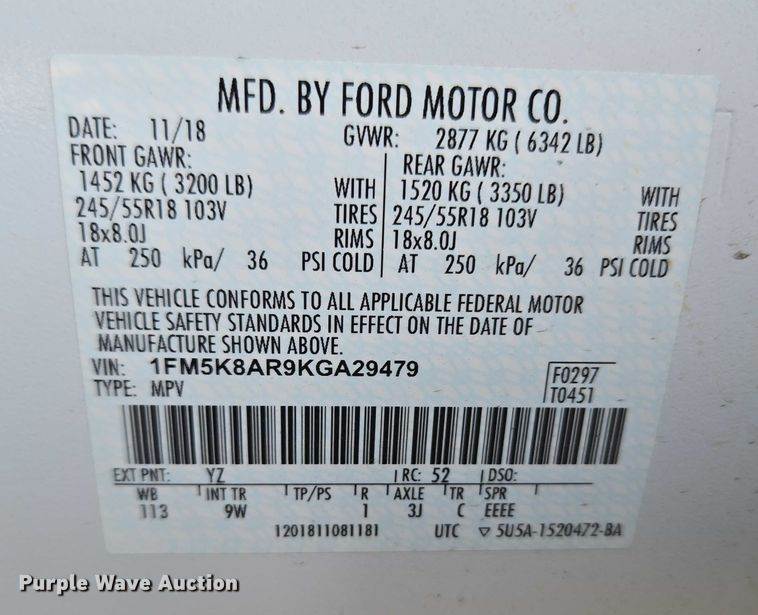 MFD. BY FORD MOTOR CO.
DATE: 11/18 GVWR: 2877 KG ( 6342 LB)
FRONT GAWR: REAR GAWR:
1452 KG ( 3200 LB) WITH 1520 KG ( 3350 LB) WITH
245/55R18 103V TIRES 245/55R18 103V TIRES
18x8.0J RIMS 18x8.0J RIMS
AT 250 kPa/ 36 PSI COLD AT 250 kPa/ 36 PSI COLD
THIS VEHICLE CONFORMS TO ALL APPLICABLE FEDERAL MOTOR
VEHICLE SAFETY STANDARDS IN EFFECT ON THE DATE OF
MANUFACTURE SHOWN ABOVE.
VIN: 1FM5K8AR9KGA29479 F0297
TYPE: MPV T0451
EXT PNT: YZ RC: 52 DSO:
WB INT TR TP/PS R AXLE TR SPR
113 9W 1 3J C EEEE
1201811081181 UTC ▽ 5U5A-1520472-BA
Purple Wave Auction